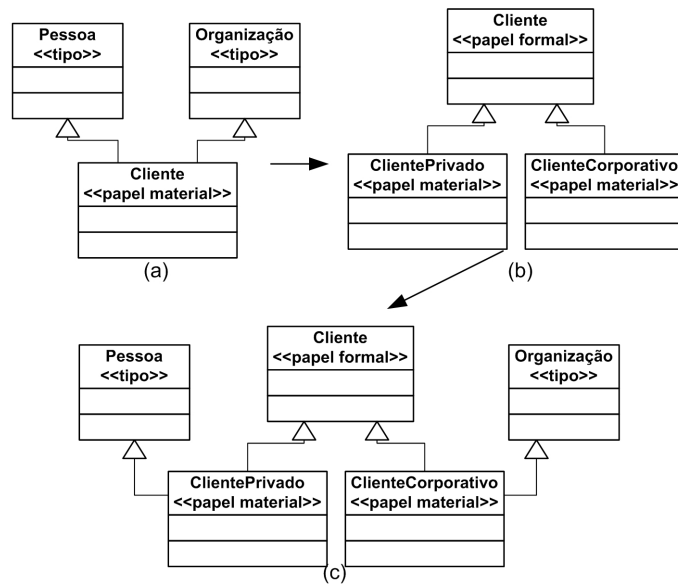 Pessoa
<<tipo>>
Organização
<<tipo>>
Cliente
<<papel material>>
(a)
Cliente
<<papel formal>>
ClientePrivado
<<papel material>>
ClienteCorporativo
<<papel material>>
(b)
Pessoa
<<tipo>>
Cliente
<<papel formal>>
Organização
<<tipo>>
ClientePrivado
<<papel material>>
ClienteCorporativo
<<papel material>>
(c)